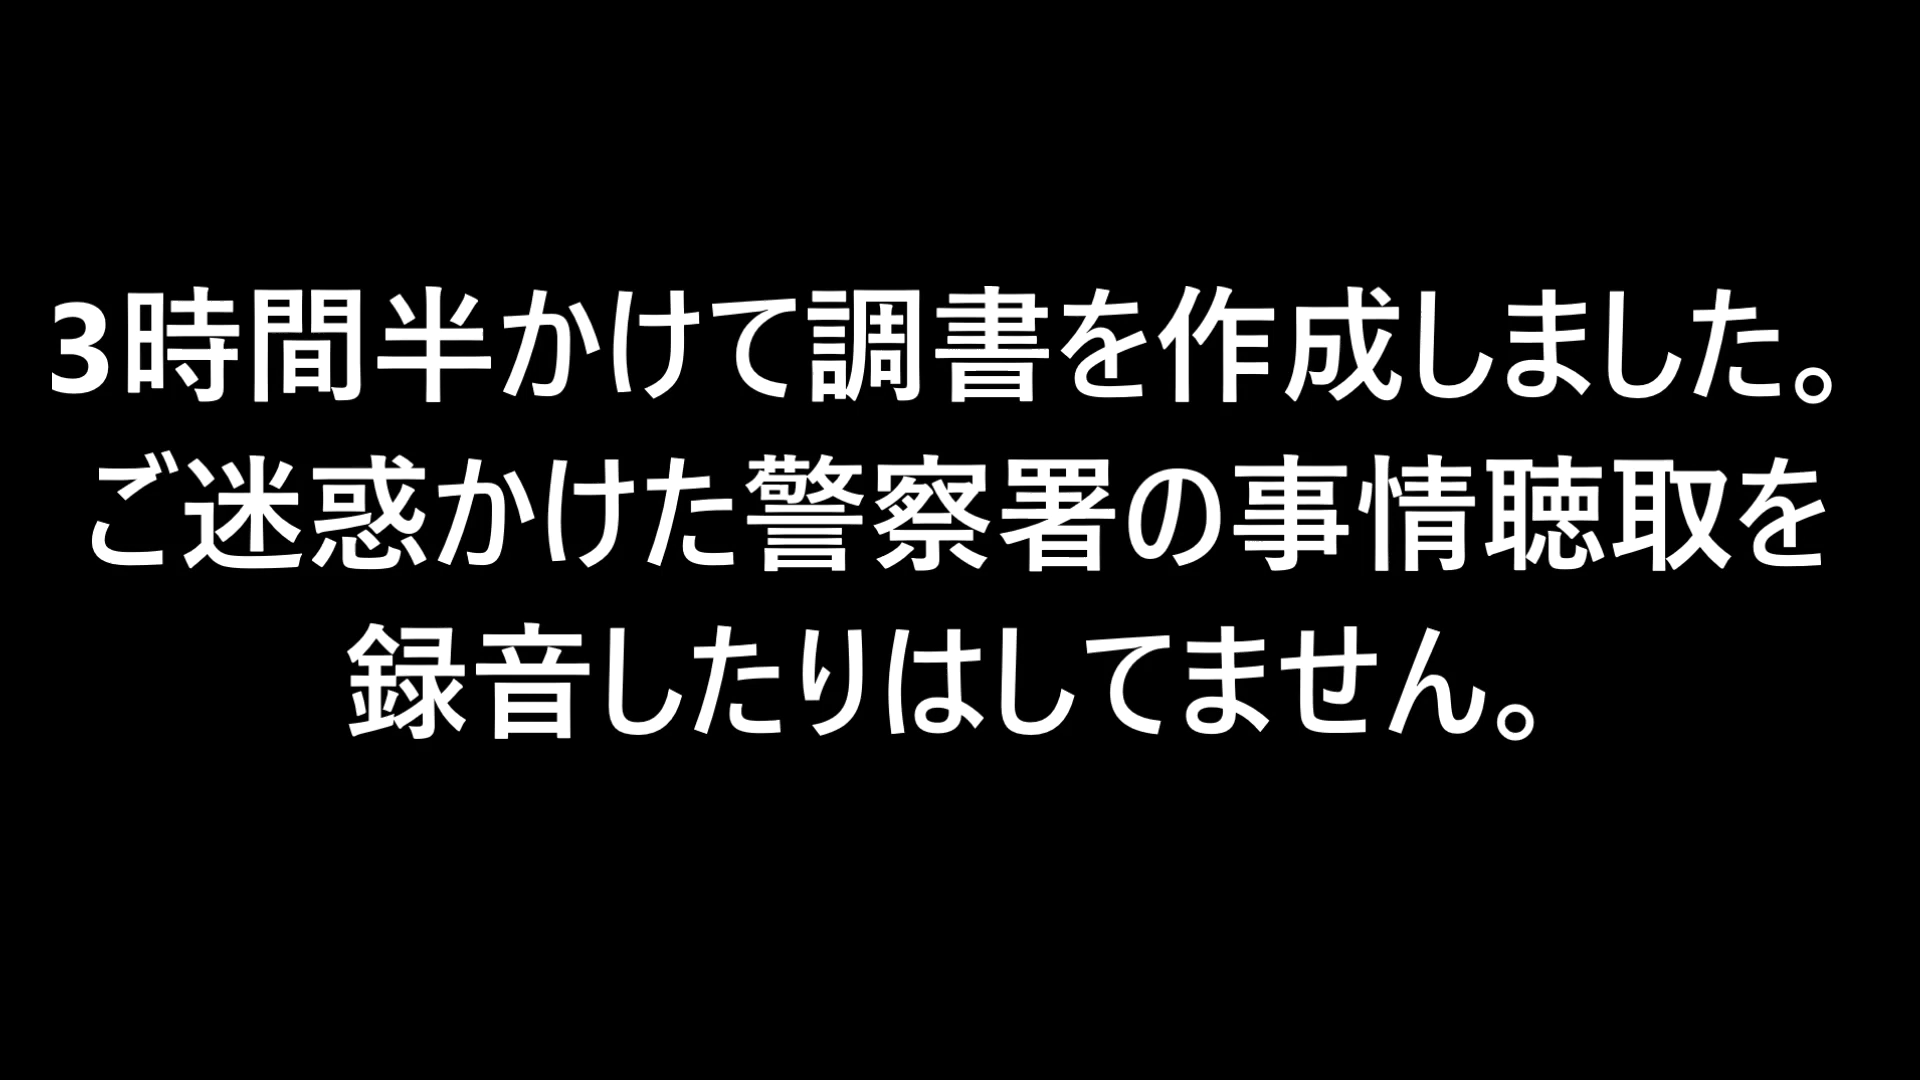 3時間半かけて調書を作成しました。
ご迷惑かけた警察署の事情聴取を
録音したりはしてません。